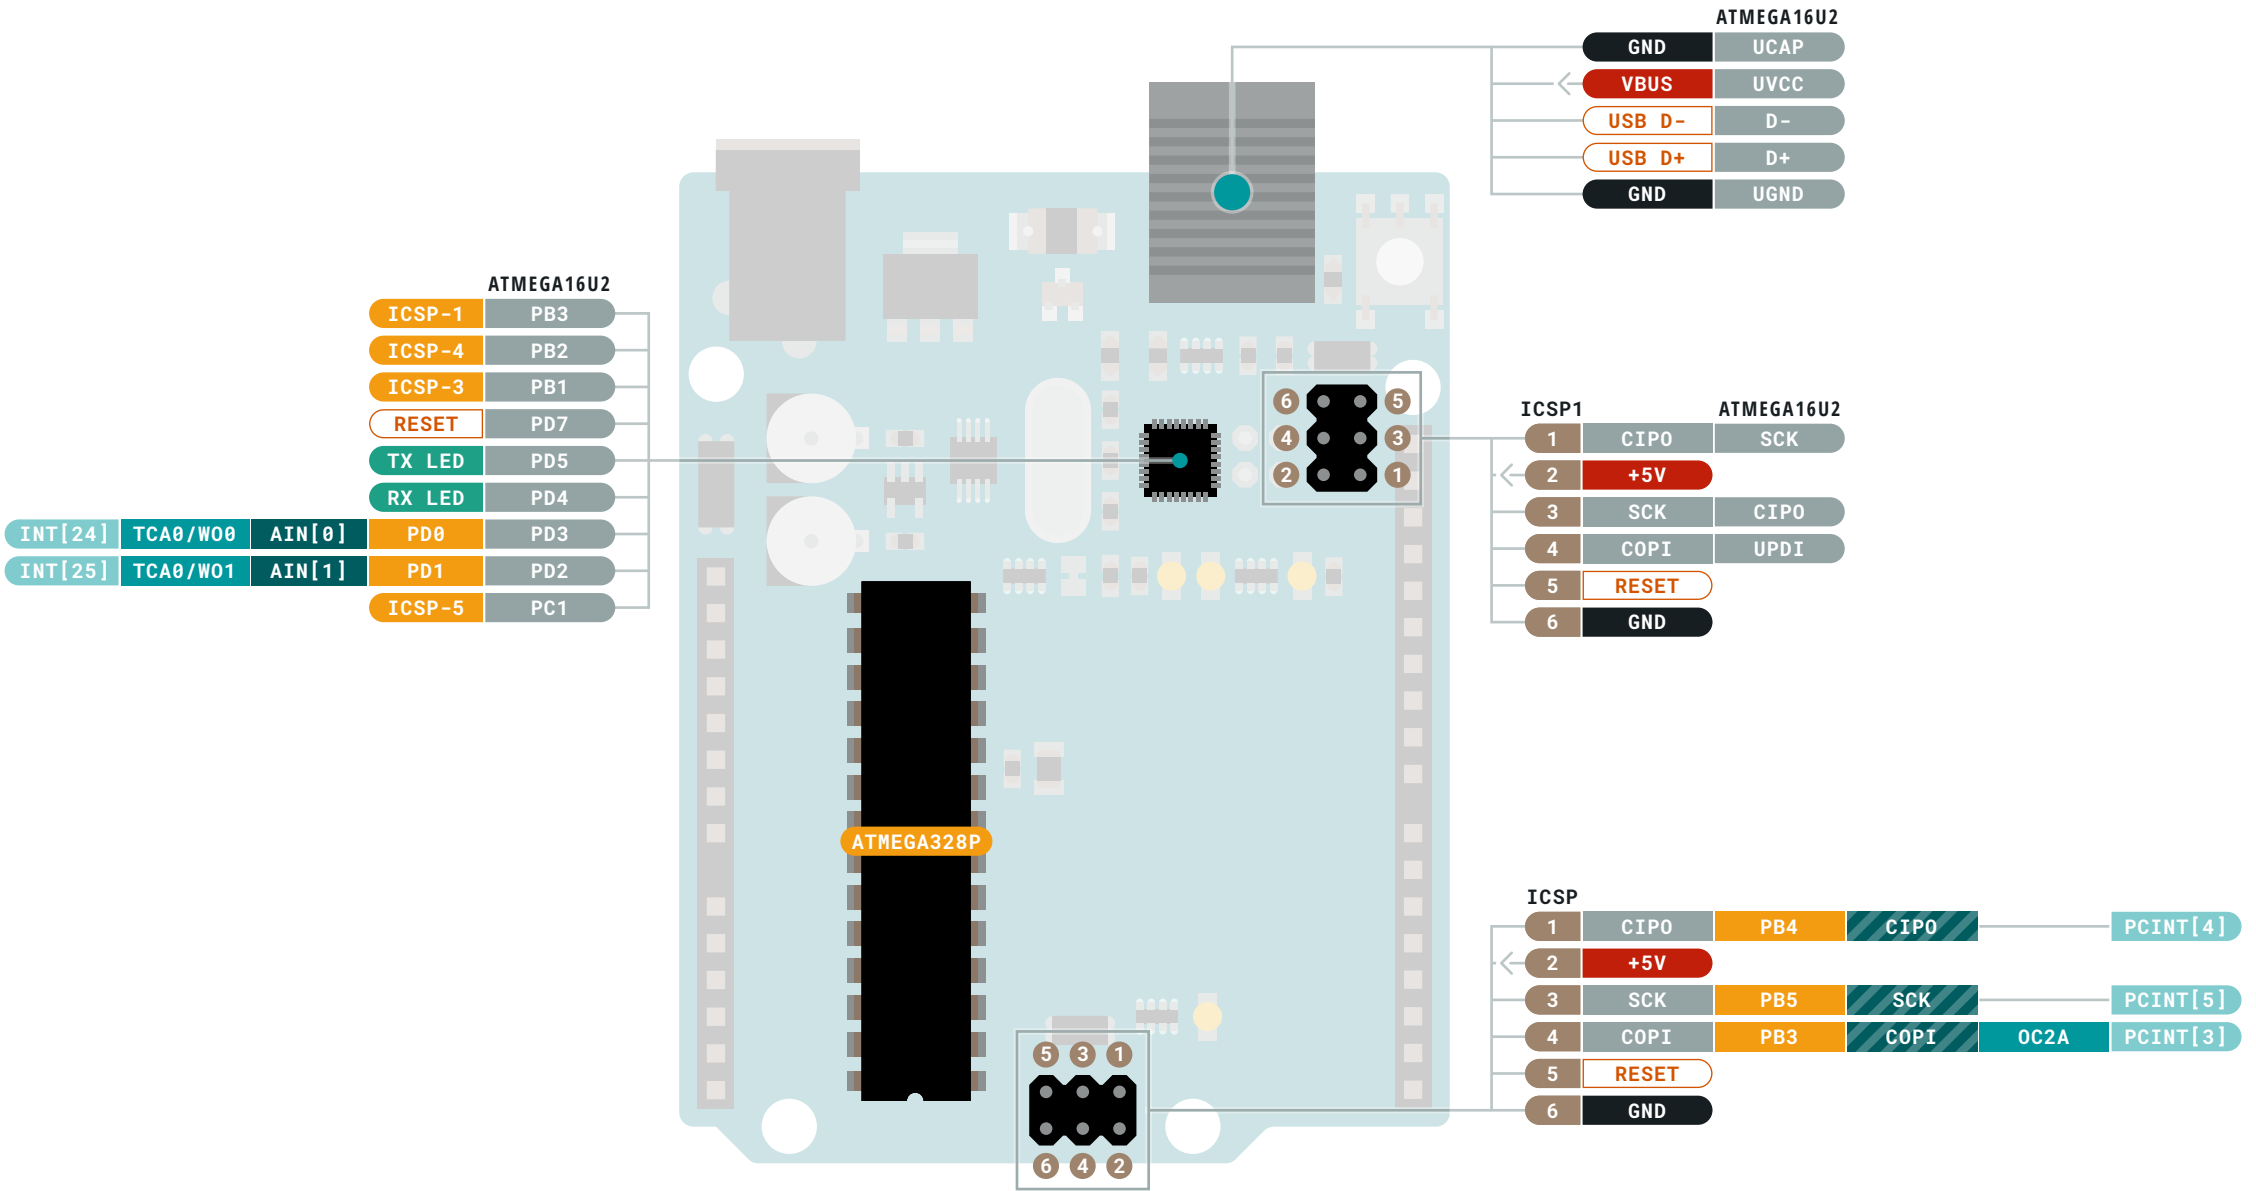 ATMEGA16U2
GND UCAP
VBUS UVCC
USB D- D-
USB D+ D+
GND UGND
ATMEGA16U2
ICSP-1 PB3
ICSP-4 PB2
ICSP-3 PB1
RESET PD7
TX LED PD5
RX LED PD4
INT[24] TCA0/WO0 AIN[0] PD0 PD3
INT[25] TCA0/WO1 AIN[1] PD1 PD2
ICSP-5 PC1
6 5
4 3
2 1
ICSP1 ATMEGA16U2
1 CIPO SCK
2 +5V
3 SCK CIPO
4 COPI UPDI
5 RESET
6 GND
ATMEGA328P
ICSP
1 CIPO PB4 CIPO PCINT[4]
2 +5V
3 SCK PB5 SCK PCINT[5]
4 COPI PB3 COPI OC2A PCINT[3]
5 RESET
6 GND
5 3 1
6 4 2